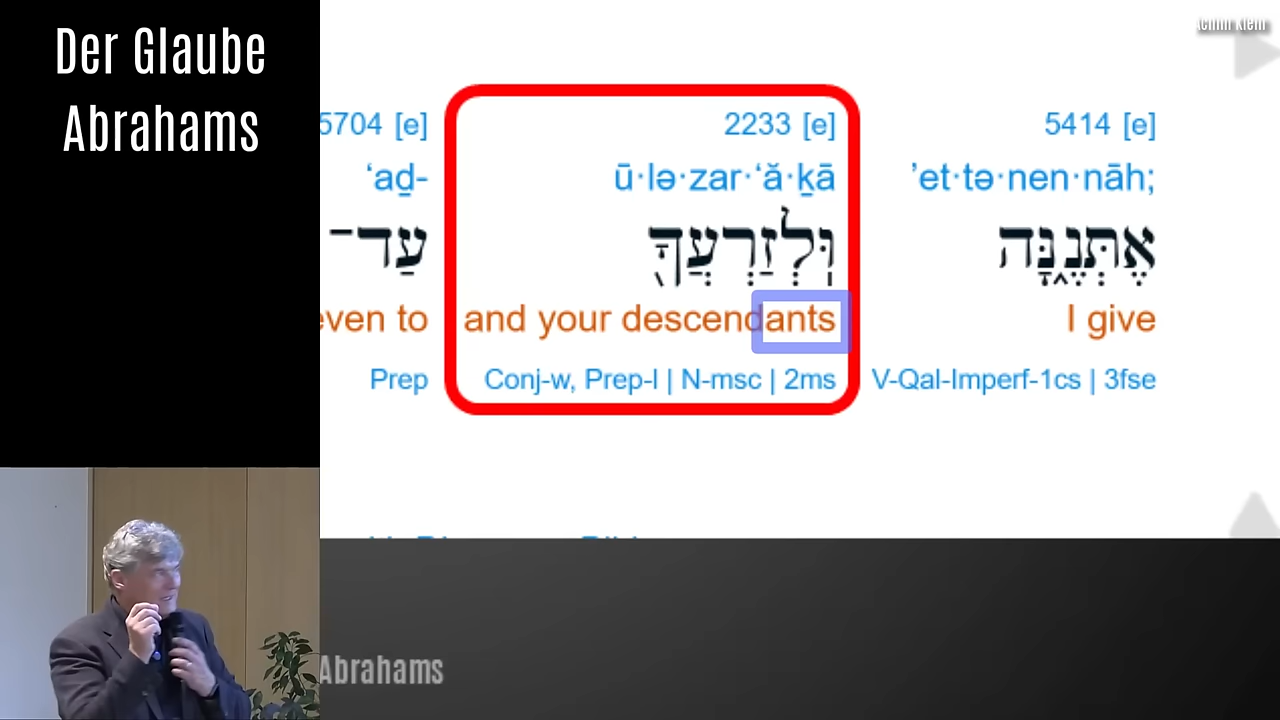 Der Glaube
Abrahams
5704 [e]
2233 [e]
5414 [e]
‘aḏ-
ū·lə·zar·‘ă·ḵā
’et·tə·nen·nāh;
עַד־
וּֽלְזַרְעֲךָ֖
אֶתְּנֶ֑נָּה
even to
and your descendants
I give
Prep
Conj-w, Prep-l | N-msc | 2ms
V-Qal-Imperf-1cs | 3fse
Abrahams